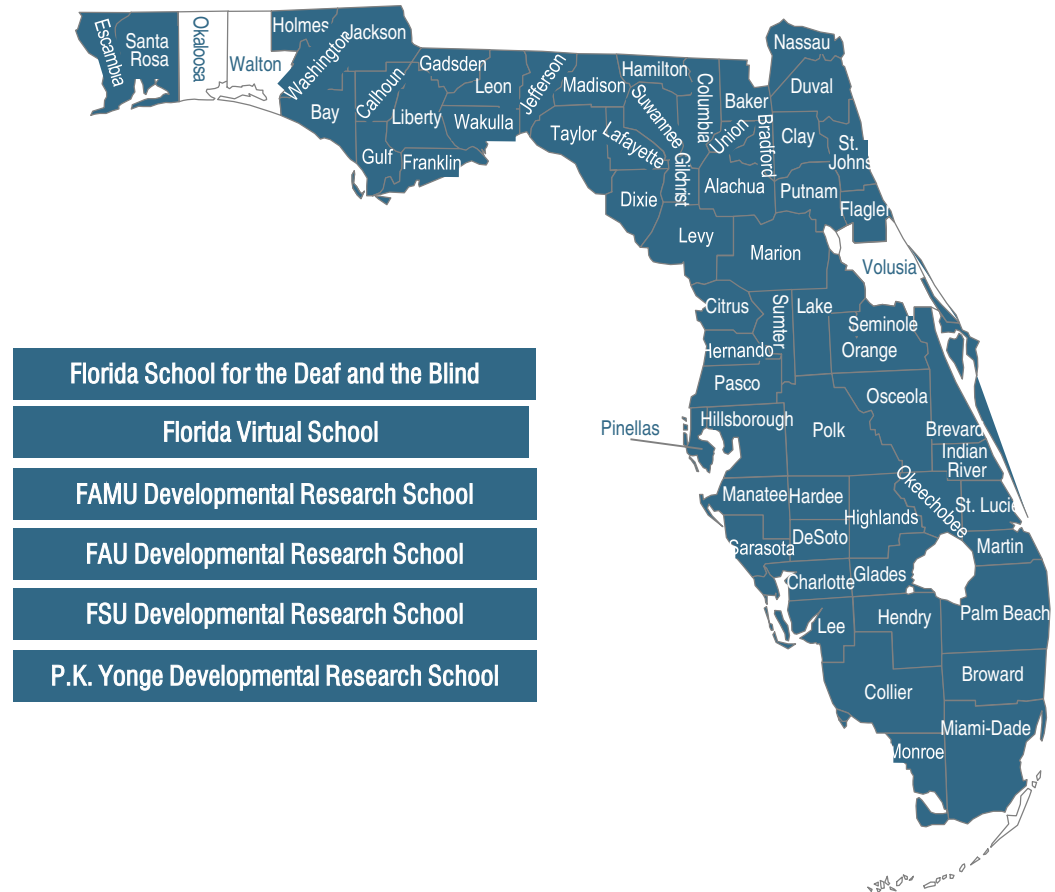 Escambia
Santa
Rosa
Okaloosa
Walton
Holmes
Washington
Jackson
Bay
Calhoun
Gulf
Liberty
Franklin
Gadsden
Leon
Wakulla
Jefferson
Madison
Taylor
Hamilton
Suwannee
Lafayette
Dixie
Columbia
Gilchrist
Baker
Union
Bradford
Alachua
Nassau
Duval
Clay
St.
Johns
Putnam
Flagler
Levy
Marion
Volusia
Citrus
Sumter
Lake
Hernando
Seminole
Orange
Pasco
Osceola
Pinellas
Hillsborough
Polk
Brevard
Indian
River
Manatee
Hardee
Highlands
Okeechobee
St. Lucie
Sarasota
DeSoto
Martin
Charlotte
Glades
Lee
Hendry
Palm Beach
Collier
Broward
Miami-Dade
Monroe
Florida School for the Deaf and the Blind
Florida Virtual School
FAMU Developmental Research School
FAU Developmental Research School
FSU Developmental Research School
P.K. Yonge Developmental Research School